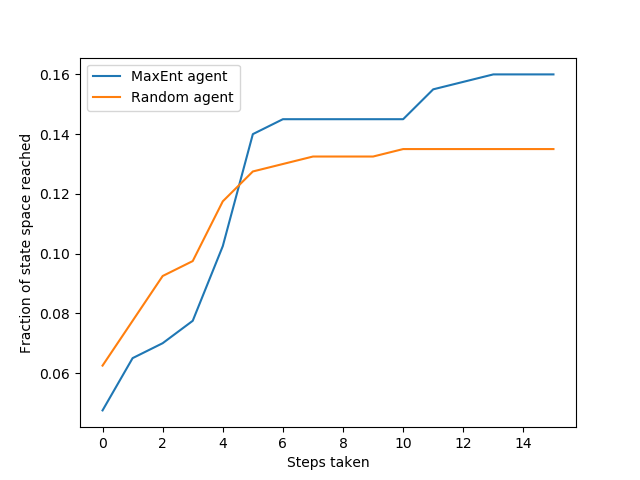 MaxEnt agent
Random agent
Fraction of state space reached
0.16
0.14
0.12
0.10
0.08
0.06
0 2 4 6 8 10 12 14
Steps taken